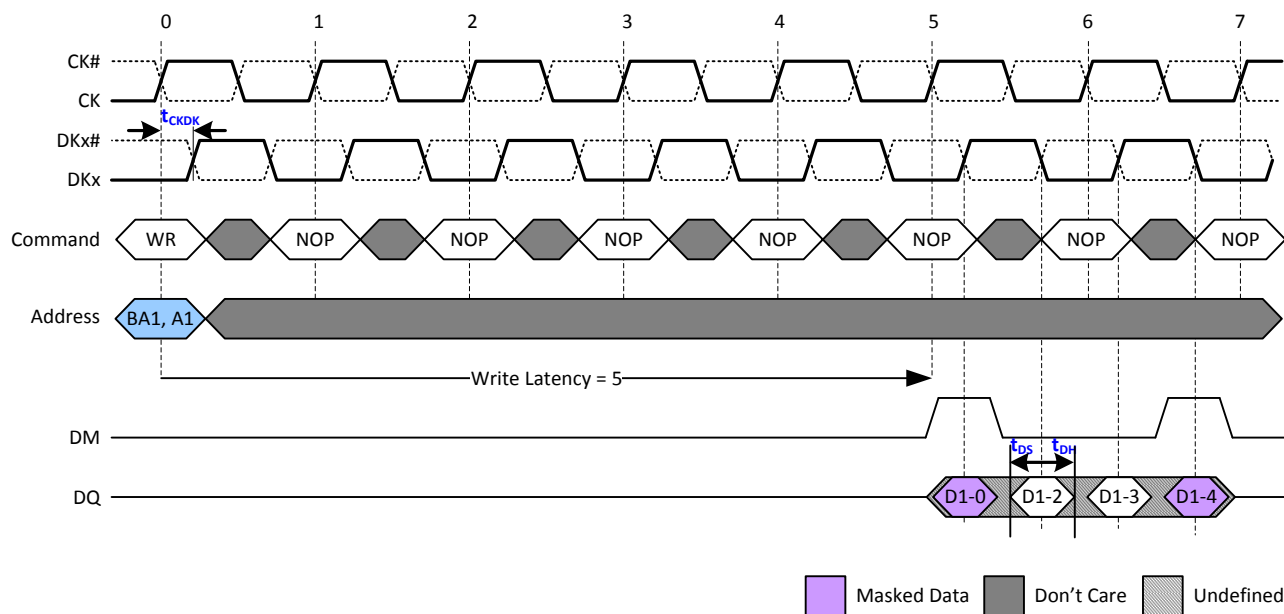 0 1 2 3 4 5 6 7
CK#
CK
tCKDK
DKx#
DKx
Command WR NOP NOP NOP NOP NOP NOP NOP
Address BA1, A1
Write Latency = 5
DM
tDS tDH
DQ D1-0 D1-2 D1-3 D1-4
Masked Data Don’t Care Undefined